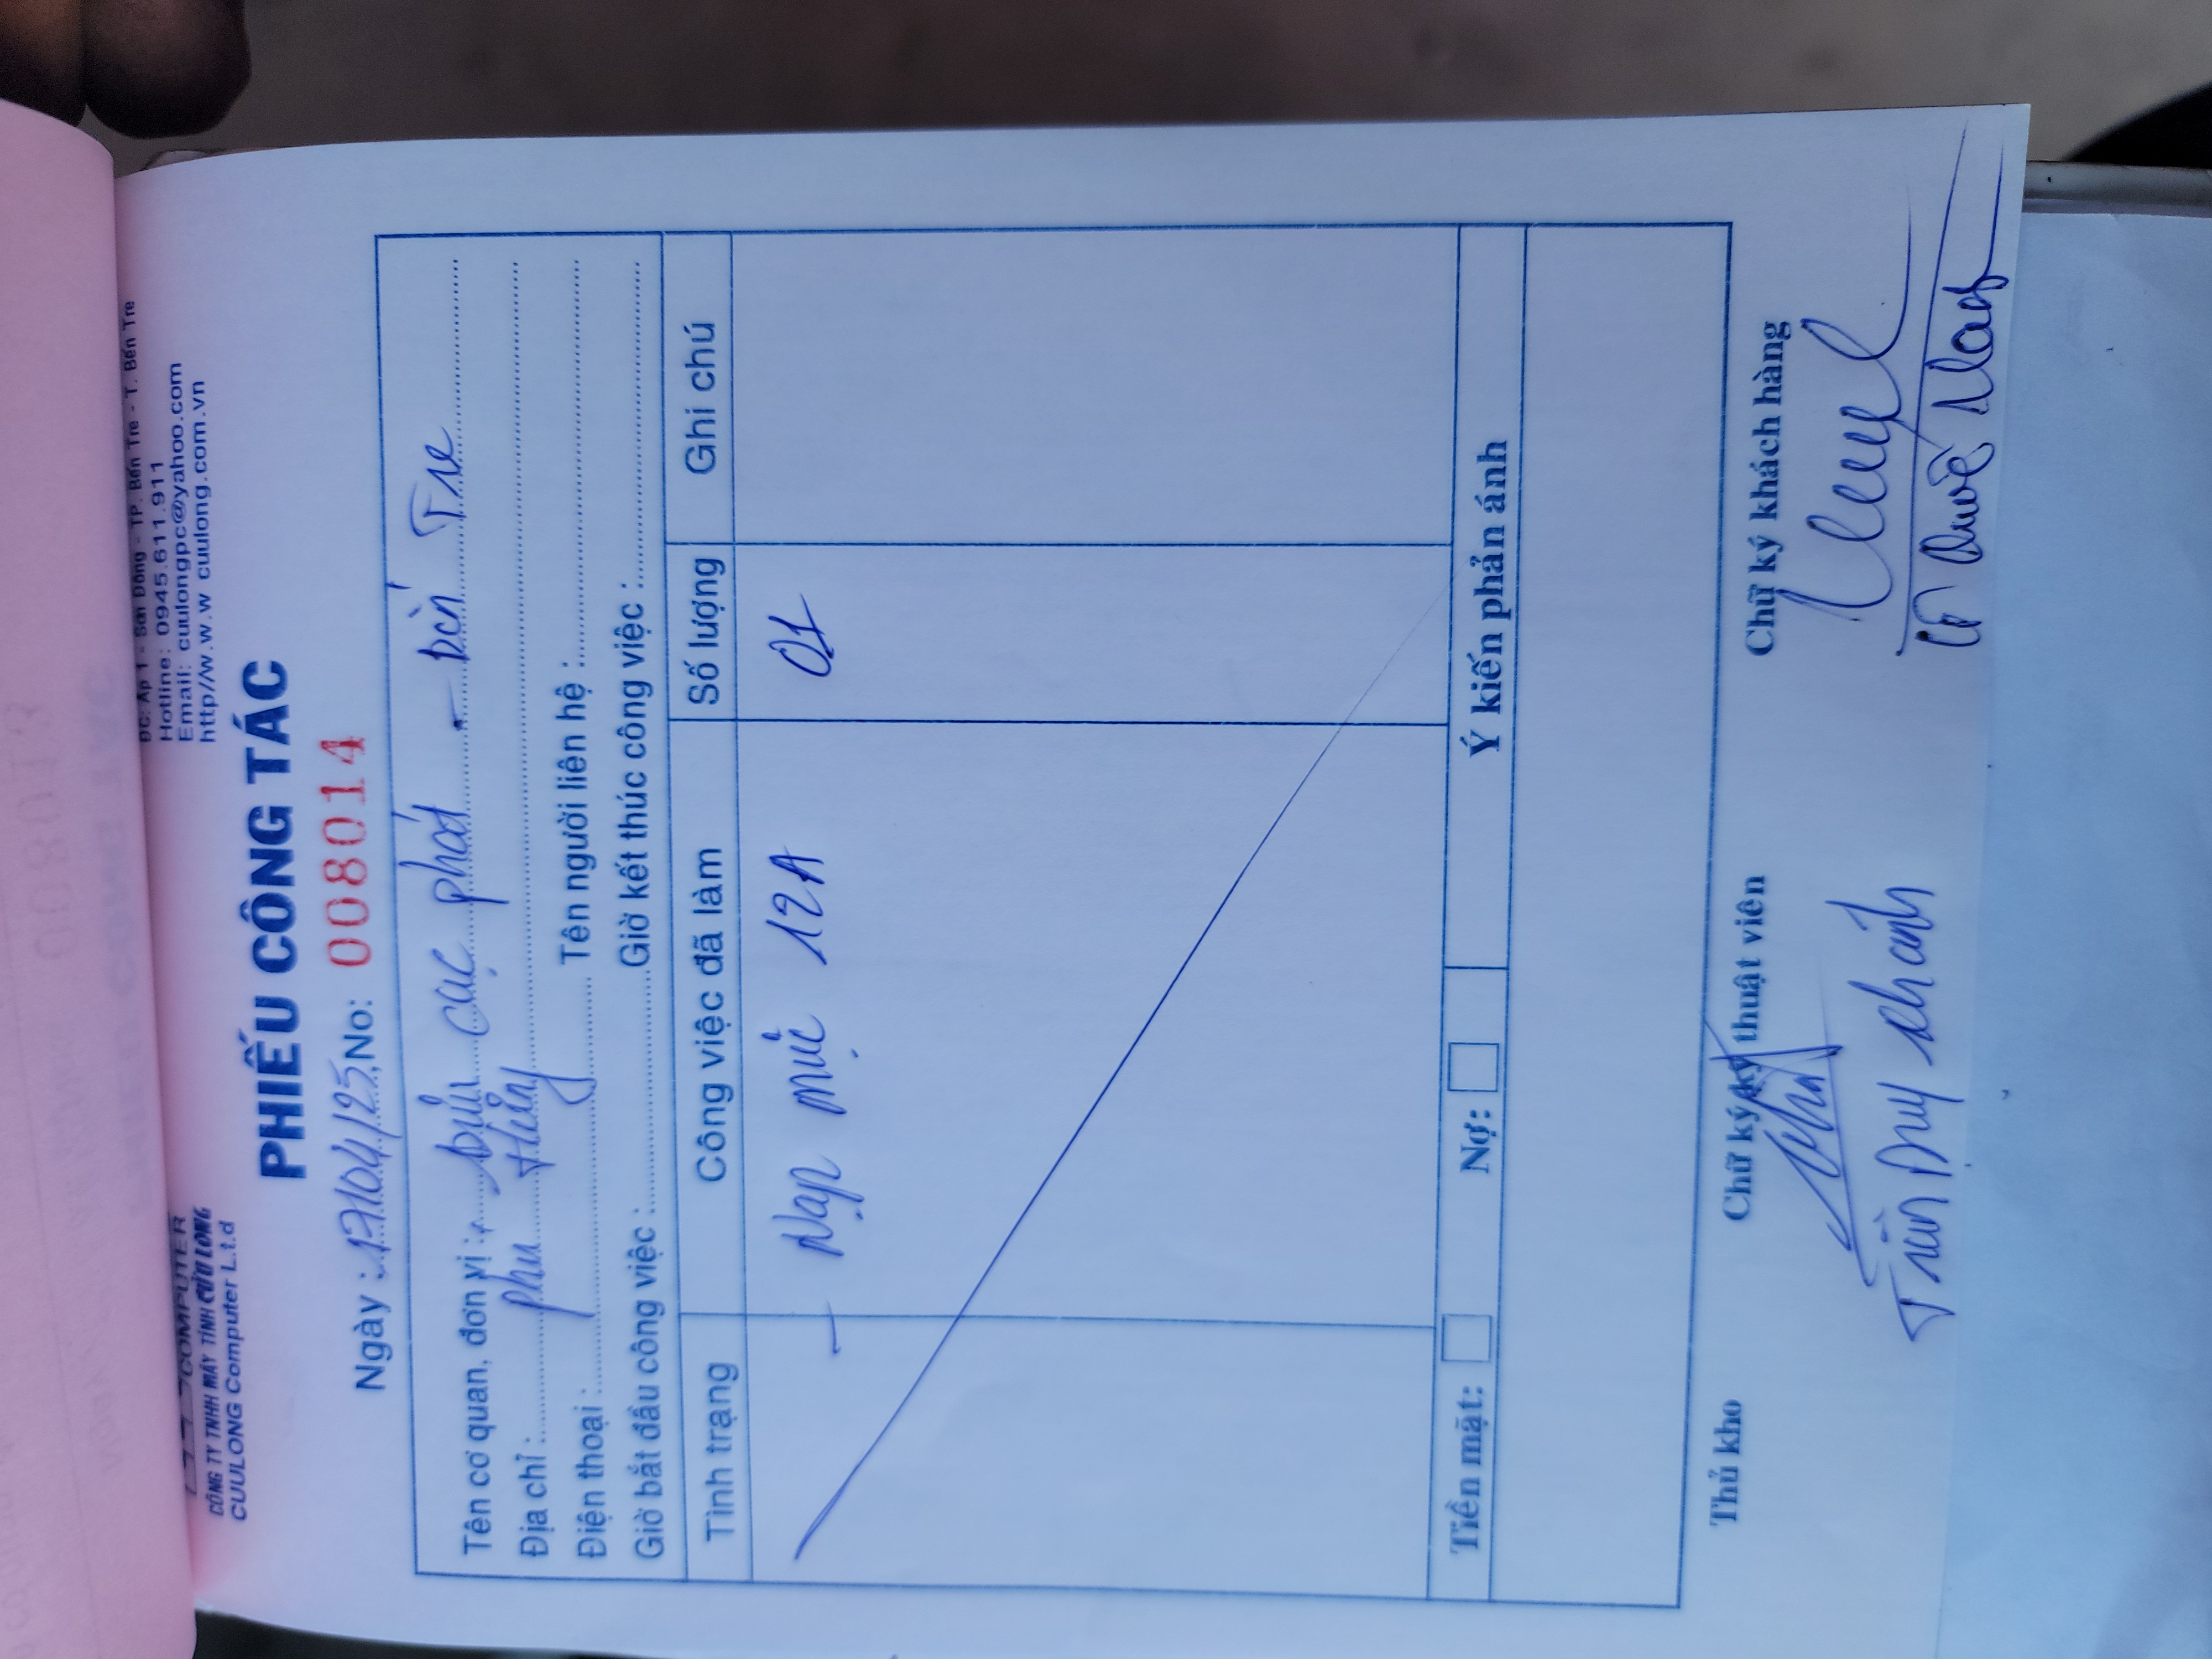 COMPUTER
CÔNG TY TNHH MÁY TÍNH CỬU LONG
CUULONG Computer L.t.d
ĐC: Ấp 1 - Sơn Đông - TP. Bến Tre - T. Bến Tre
Hotline: 0945.611.911
Email: cuulongpc@yahoo.com
http//w.w.w cuulong.com.vn
PHIẾU CÔNG TÁC
Ngày : 17/04/25 No: 008014
Tên cơ quan, đơn vị : Bưu cục phát - Bến Tre
Địa chỉ : Phú Hưng
Điện thoại : Tên người liên hệ :
Giờ bắt đầu công việc : Giờ kết thúc công việc :
Tình trạng Công việc đã làm Số lượng Ghi chú
- Nạp mực 12A 01
Tiền mặt: Nợ: Ý kiến phản ánh
Thủ kho Chữ ký kỹ thuật viên Chữ ký khách hàng
Trần Duy Khánh